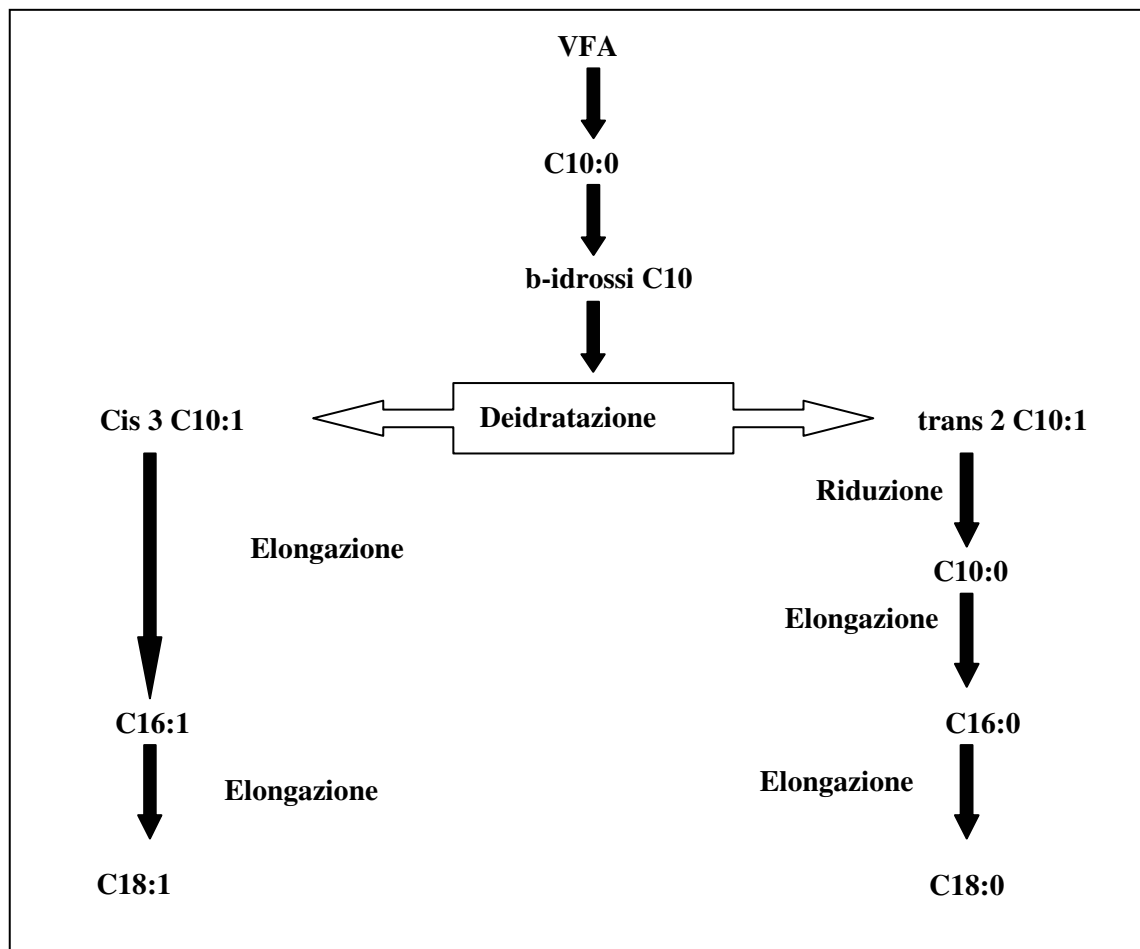 VFA
C10:0
b-idrossi C10
Deidratazione
Cis 3 C10:1
trans 2 C10:1
Riduzione
Elongazione
C10:0
Elongazione
C16:1
C16:0
Elongazione
Elongazione
C18:1
C18:0